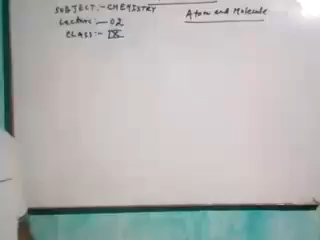 SUBJECT:- CHEMISTRY
Lecture:- 02
CLASS:- IX
Atom and Molecule